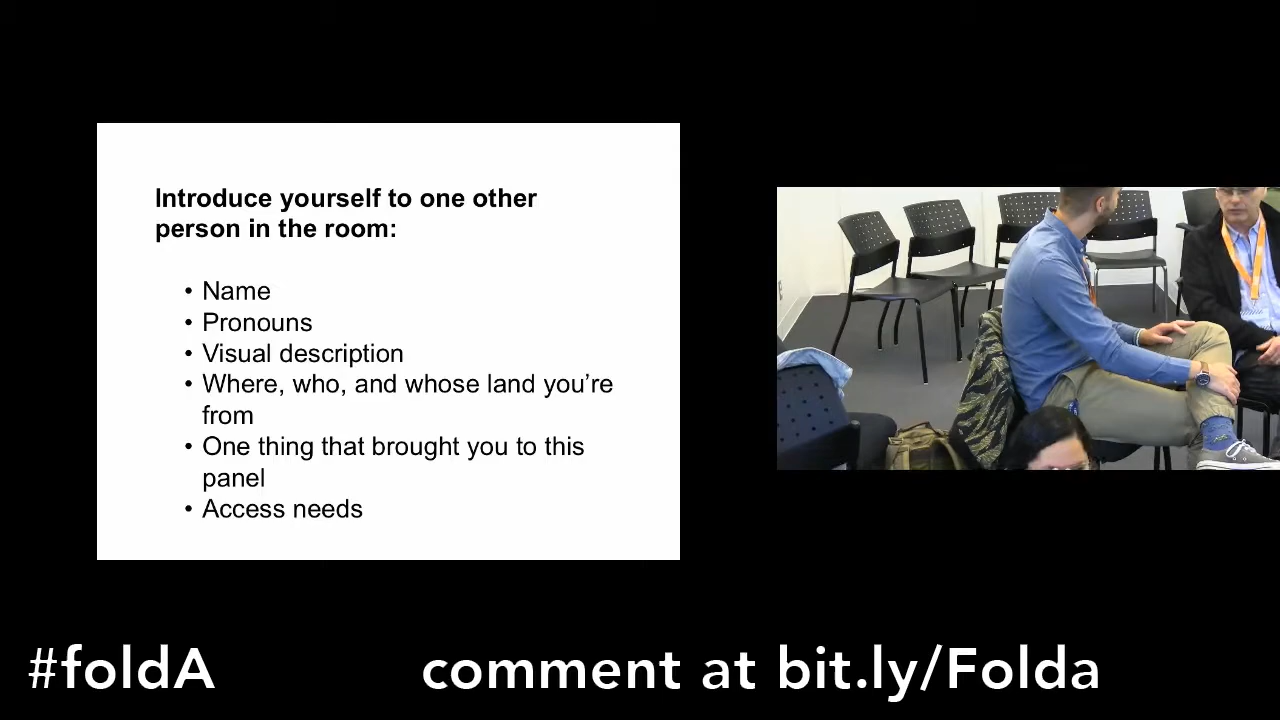 Introduce yourself to one other
person in the room:
• Name
• Pronouns
• Visual description
• Where, who, and whose land you’re
from
• One thing that brought you to this
panel
• Access needs
#foldA
comment at bit.ly/Folda